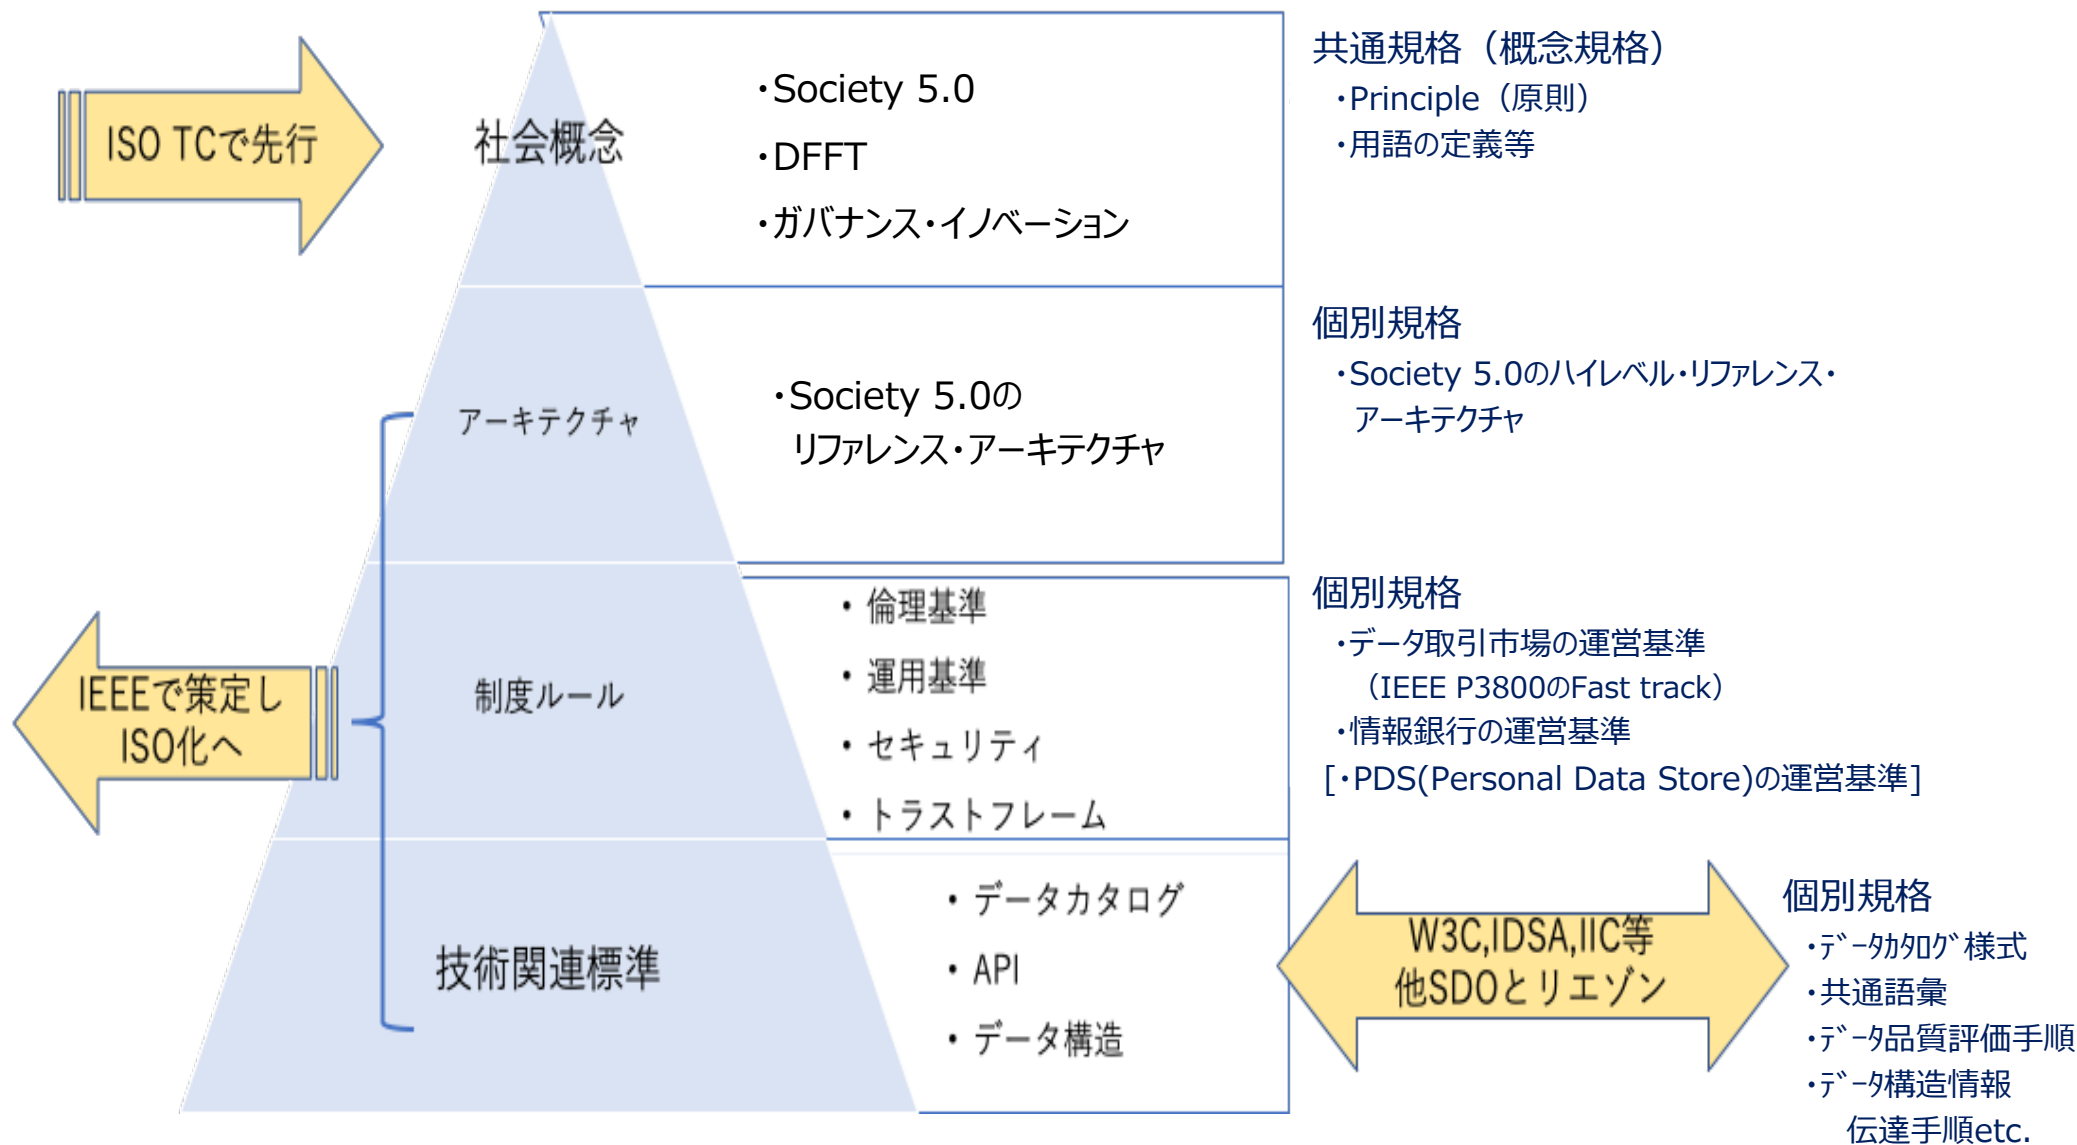 ISO TCで先行
社会概念
・Society 5.0
・DFFT
・ガバナンス・イノベーション
共通規格（概念規格）
・Principle（原則）
・用語の定義等
アーキテクチャ
・Society 5.0の
リファレンス・アーキテクチャ
個別規格
・Society 5.0のハイレベル・リファレンス・
アーキテクチャ
IEEEで策定し
ISO化へ
制度ルール
・倫理基準
・運用基準
・セキュリティ
・トラストフレーム
個別規格
・データ取引市場の運営基準
（IEEE P3800のFast track）
・情報銀行の運営基準
[・PDS(Personal Data Store)の運営基準]
技術関連標準
・データカタログ
・API
・データ構造
W3C,IDSA,IIC等
他SDOとリエゾン
個別規格
・ﾃﾞｰﾀｶﾀﾛｸﾞ様式
・共通語彙
・ﾃﾞｰﾀ品質評価手順
・ﾃﾞｰﾀ構造情報
伝達手順etc.